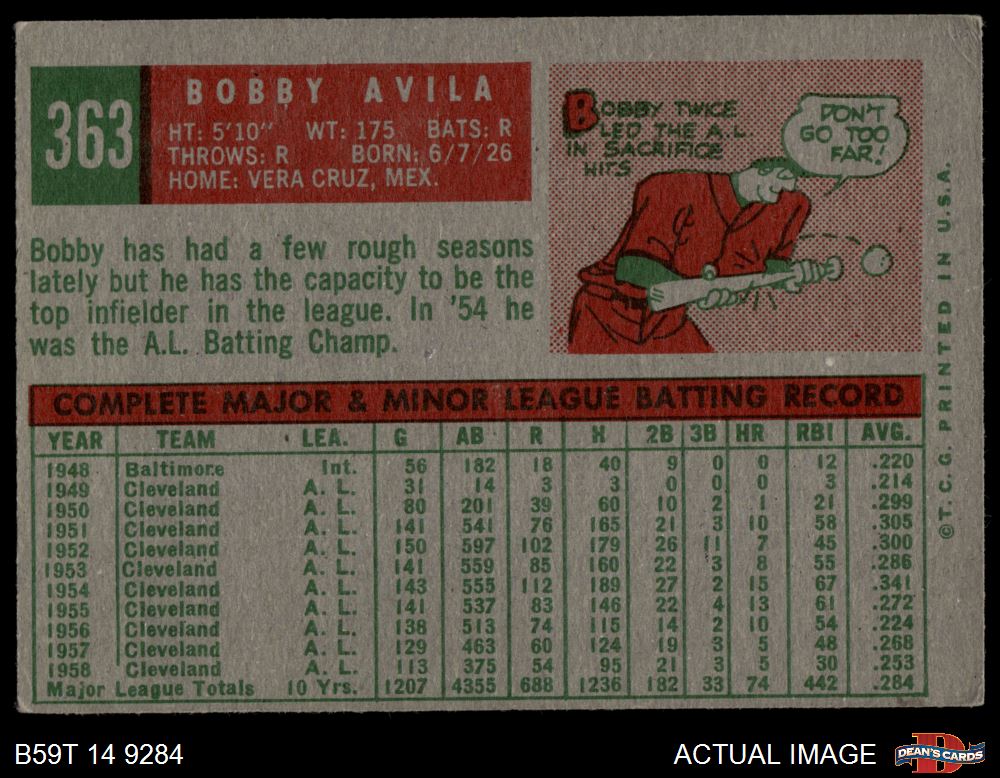 363
BOBBY AVILA
HT: 5'10" WT: 175 BATS: R
THROWS: R BORN: 6/7/26
HOME: VERA CRUZ, MEX.
BOBBY TWICE
LED THE A.L.
IN SACRIFICE
HITS
DON'T
GO TOO
FAR!
Bobby has had a few rough seasons
lately but he has the capacity to be the
top infielder in the league. In '54 he
was the A.L. Batting Champ.
COMPLETE MAJOR & MINOR LEAGUE BATTING RECORD
YEAR TEAM LEA. G AB R H 2B 3B HR RBI AVG.
1948 Baltimore Int. 56 182 18 40 9 0 0 12 .220
1949 Cleveland A. L. 31 14 3 3 0 0 0 3 .214
1950 Cleveland A. L. 80 201 39 60 10 2 1 21 .299
1951 Cleveland A. L. 141 541 76 165 21 3 10 58 .305
1952 Cleveland A. L. 150 597 102 179 26 11 7 45 .300
1953 Cleveland A. L. 141 559 85 160 22 3 8 55 .286
1954 Cleveland A. L. 143 555 112 189 27 2 15 67 .341
1955 Cleveland A. L. 141 537 83 146 22 4 13 61 .272
1956 Cleveland A. L. 138 513 74 115 14 2 10 54 .224
1957 Cleveland A. L. 129 463 60 124 19 3 5 48 .268
1958 Cleveland A. L. 113 375 54 95 21 3 5 30 .253
Major League Totals 10 Yrs. 1207 4355 688 1236 182 33 74 442 .284
© T. C. G. PRINTED IN U.S.A.
B59T 14 9284
ACTUAL IMAGE
DEAN'S CARDS